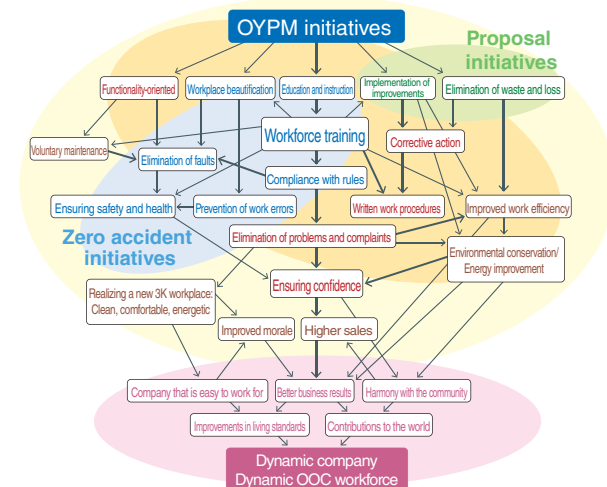 OYPM initiatives
Proposal
initiatives
Functionality-oriented
Workplace beautification
Education and instruction
Implementation of
improvements
Elimination of waste and loss
Workforce training
Corrective action
Voluntary maintenance
Elimination of faults
Compliance with rules
Ensuring safety and health
Prevention of work errors
Written work procedures
Improved work efficiency
Zero accident
initiatives
Elimination of problems and complaints
Environmental conservation/
Energy improvement
Ensuring confidence
Realizing a new 3K workplace:
Clean, comfortable, energetic
Improved morale
Higher sales
Company that is easy to work for
Better business results
Harmony with the community
Improvements in living standards
Contributions to the world
Dynamic company
Dynamic OOC workforce